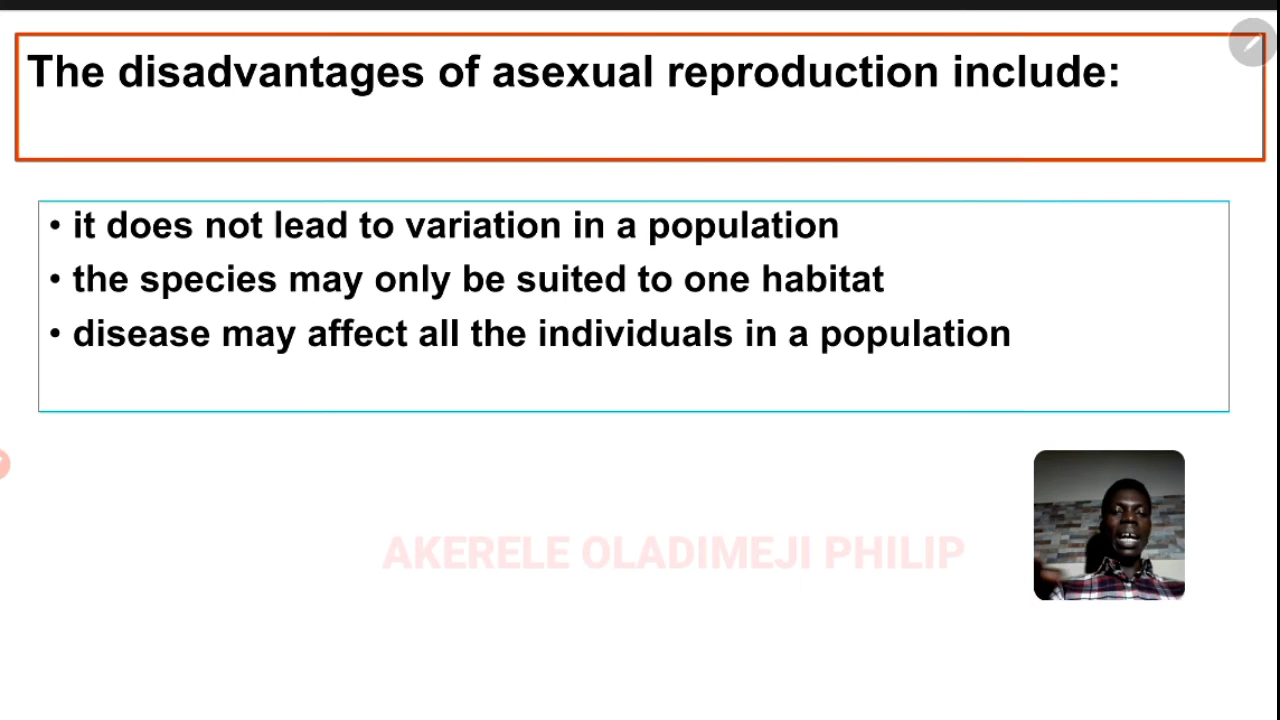 The disadvantages of asexual reproduction include:
• it does not lead to variation in a population
• the species may only be suited to one habitat
• disease may affect all the individuals in a population
AKERELE OLADIMEJI PHILIP